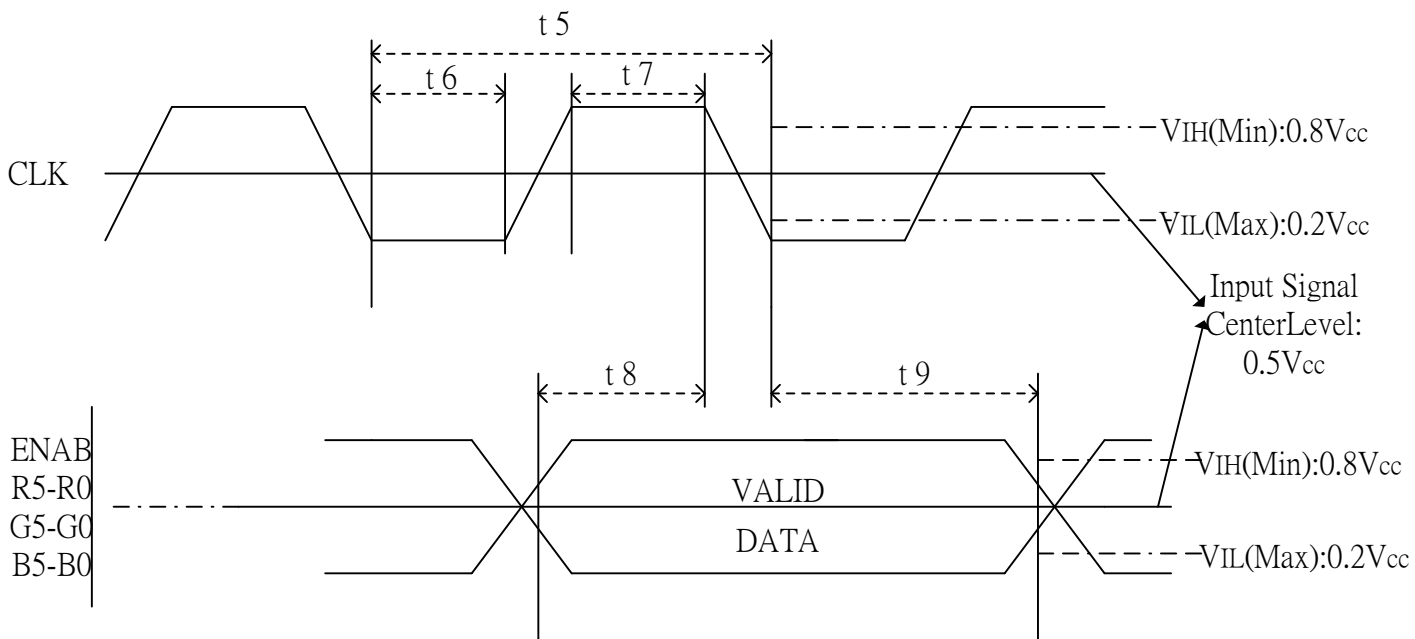 t 5
t 6
t 7
VIH(Min):0.8Vcc
CLK
VIL(Max):0.2Vcc
Input Signal
CenterLevel:
0.5Vcc
t 8
t 9
ENAB
R5-R0
G5-G0
B5-B0
VALID
DATA
VIH(Min):0.8Vcc
VIL(Max):0.2Vcc